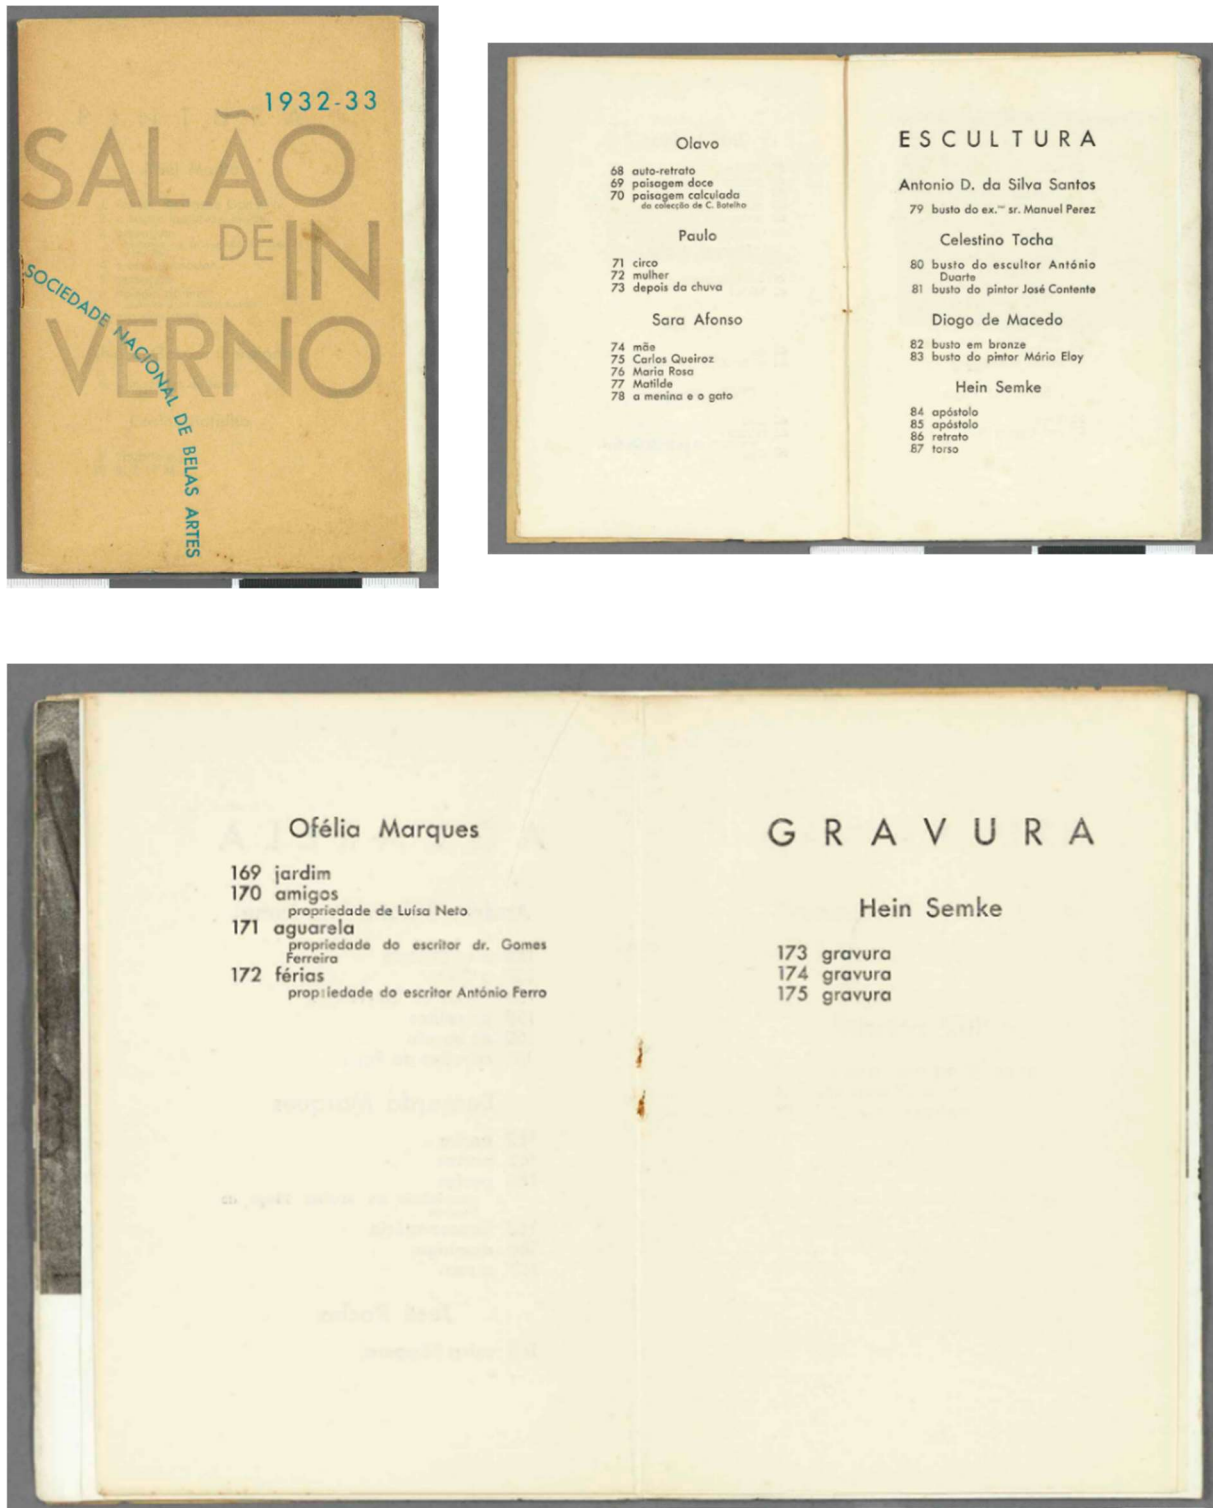 1932-33
SALÃO
DE IN
VERNO
SOCIEDADE NACIONAL DE BELAS ARTES
Olavo
68 auto-retrato
69 paisagem doce
70 paisagem calculada
da colecção de C. Botelho
Paulo
71 circo
72 mulher
73 depois da chuva
Sara Afonso
74 mãe
75 Carlos Queiroz
76 Maria Rosa
77 Matilde
78 a menina e o gato
ESCULTURA
Antonio D. da Silva Santos
79 busto do ex.mo sr. Manuel Perez
Celestino Tocha
80 busto do escultor António
Duarte
81 busto do pintor José Contente
Diogo de Macedo
82 busto em bronze
83 busto do pintor Mário Eloy
Hein Semke
84 apóstolo
85 apóstolo
86 retrato
87 torso
Ofélia Marques
169 jardim
170 amigos
propriedade de Luísa Neto
171 aguarela
propriedade do escritor dr. Gomes
Ferreira
172 férias
propriedade do escritor António Ferro
GRAVURA
Hein Semke
173 gravura
174 gravura
175 gravura